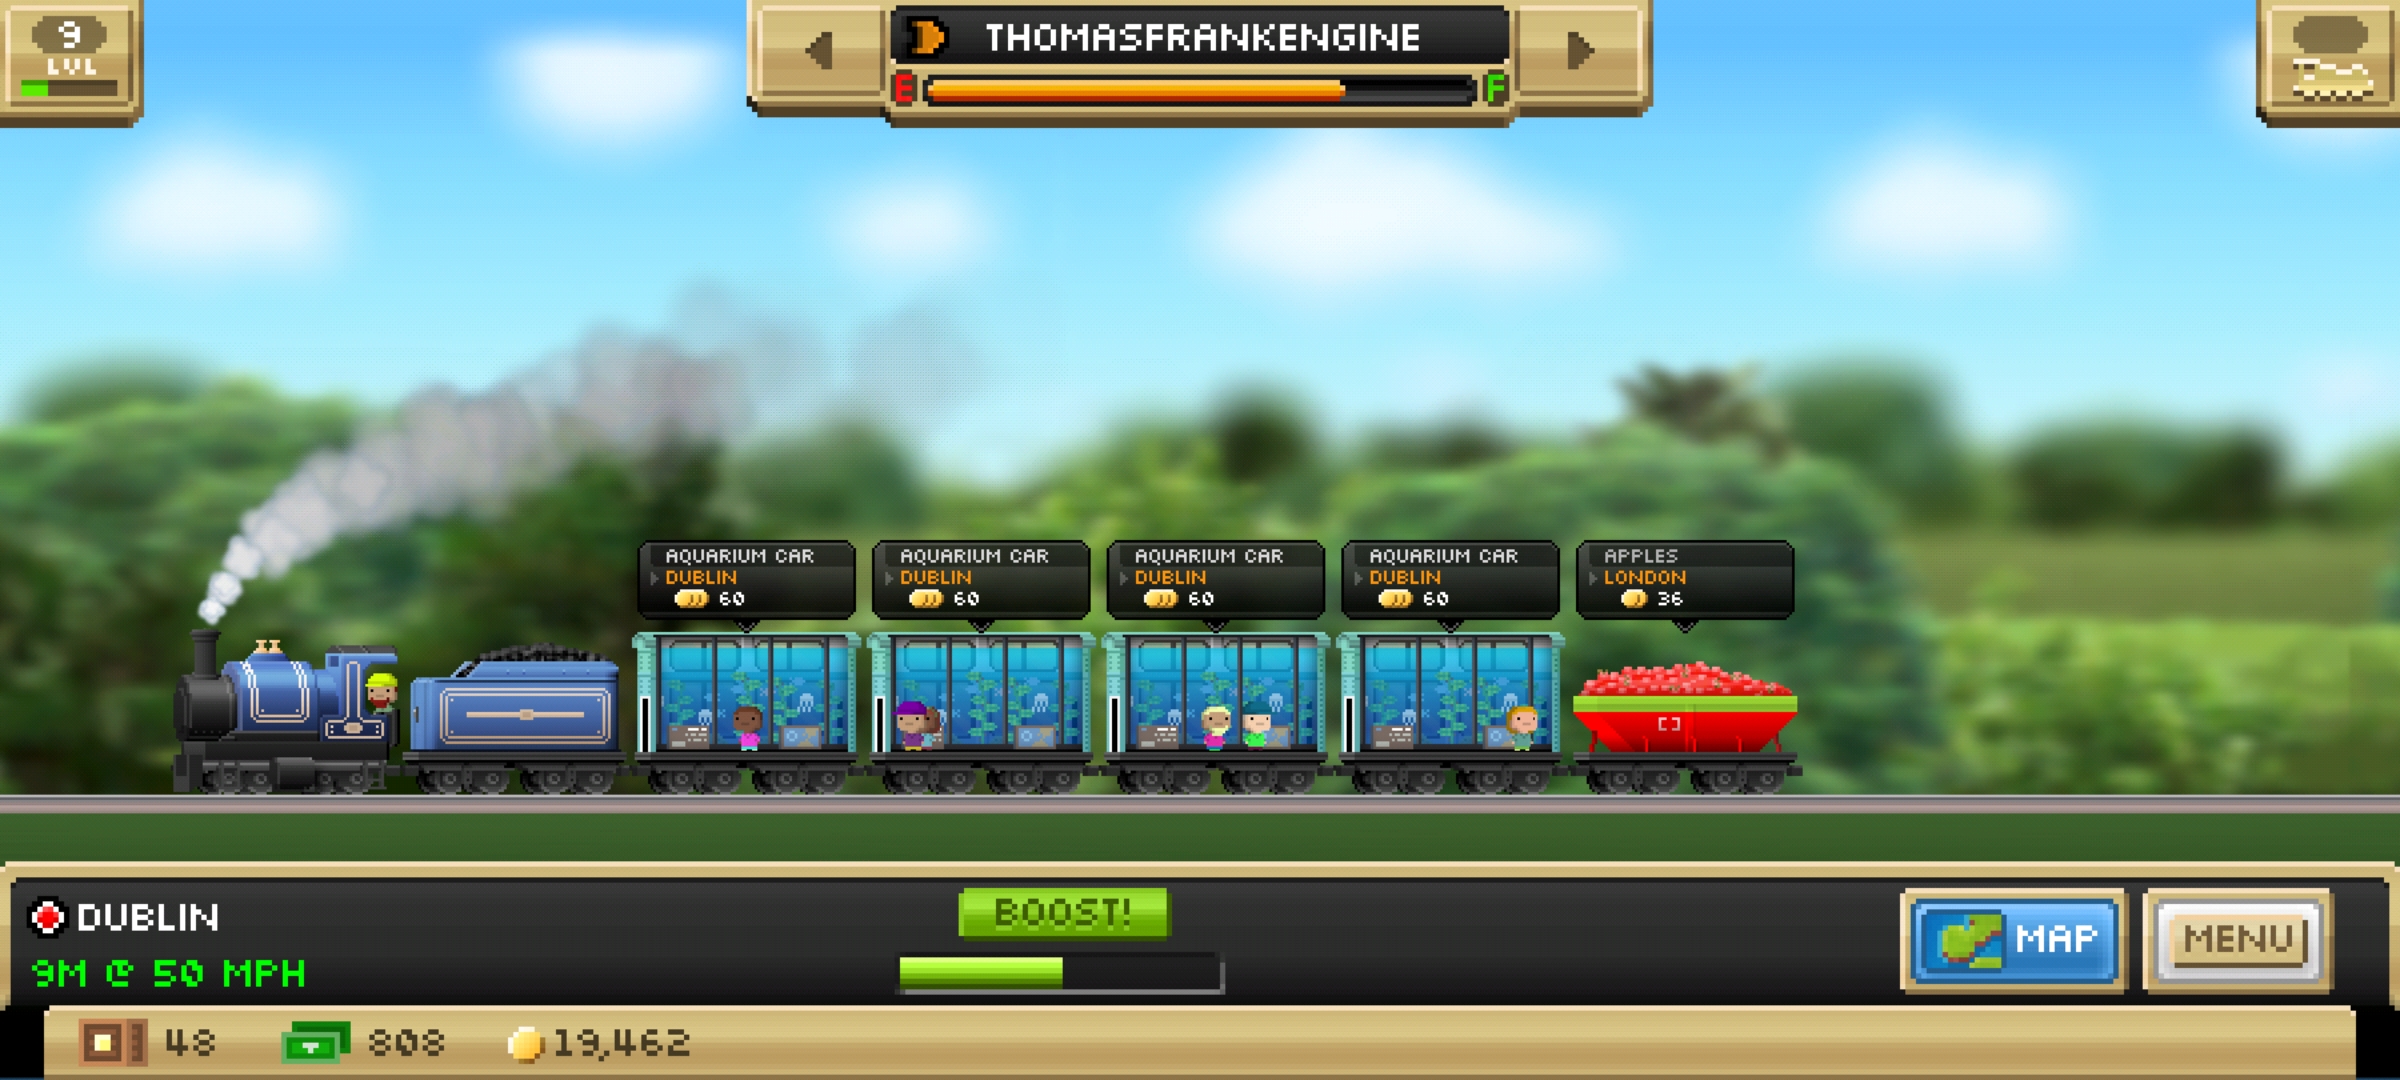 9
LVL
THOMASFRANKENGINE
E F
AQUARIUM CAR
DUBLIN
60
AQUARIUM CAR
DUBLIN
60
AQUARIUM CAR
DUBLIN
60
AQUARIUM CAR
DUBLIN
60
APPLES
LONDON
36
DUBLIN
9M @ 50 MPH
BOOST!
MAP
MENU
48 808 19,462